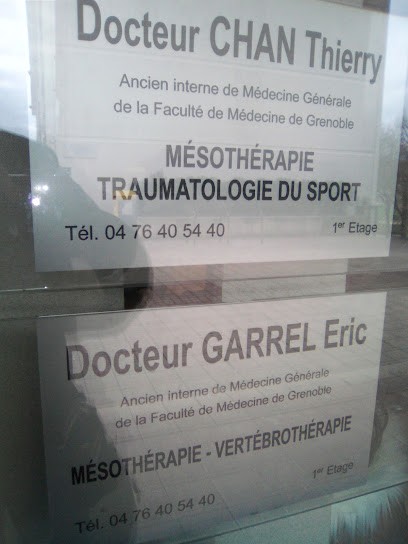 Docteur CHAN Thierry
Ancien interne de Médecine Générale
de la Faculté de Médecine de Grenoble
MÉSOTHÉRAPIE
TRAUMATOLOGIE DU SPORT
Tél. 04 76 40 54 40 1er Etage
Docteur GARREL Eric
Ancien interne de Médecine Générale
de la Faculté de Médecine de Grenoble
MÉSOTHÉRAPIE - VERTÉBROTHÉRAPIE
1er Etage
Tél. 04 76 40 54 40